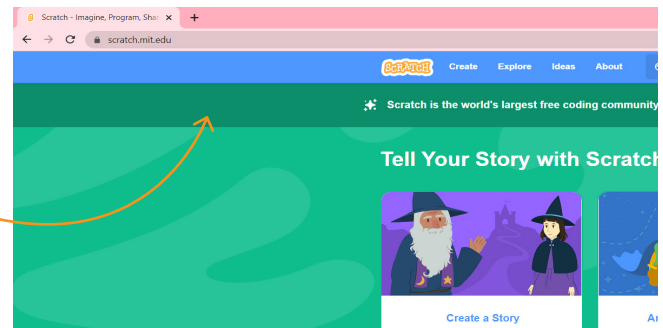 Scratch - Imagine, Program, Shar
scratch.mit.edu
SCRATCH Create Explore Ideas About
Scratch is the world's largest free coding community
Tell Your Story with Scratch
Create a Story